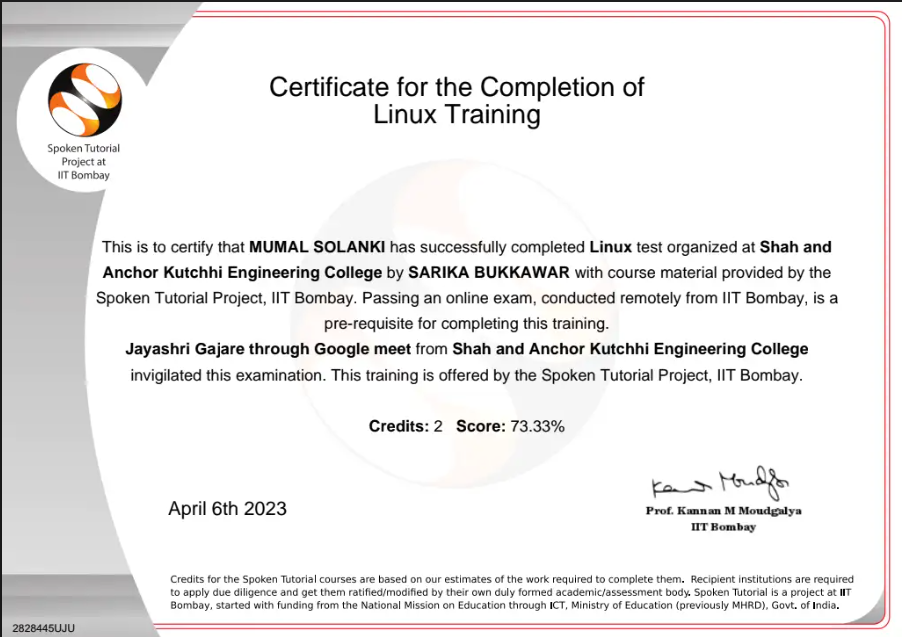 Certificate for the Completion of
Linux Training
Spoken Tutorial
Project at
IIT Bombay
This is to certify that MUMAL SOLANKI has successfully completed Linux test organized at Shah and
Anchor Kutchhi Engineering College by SARIKA BUKKAWAR with course material provided by the
Spoken Tutorial Project, IIT Bombay. Passing an online exam, conducted remotely from IIT Bombay, is a
pre-requisite for completing this training.
Jayashri Gajare through Google meet from Shah and Anchor Kutchhi Engineering College
invigilated this examination. This training is offered by the Spoken Tutorial Project, IIT Bombay.
Credits: 2 Score: 73.33%
April 6th 2023
Kannan Moudgalya
Prof. Kannan M Moudgalya
IIT Bombay
Credits for the Spoken Tutorial courses are based on our estimates of the work required to complete them. Recipient institutions are required
to apply due diligence and get them ratified/modified by their own duly formed academic/assessment body. Spoken Tutorial is a project at IIT
Bombay, started with funding from the National Mission on Education through ICT, Ministry of Education (previously MHRD), Govt. of India.
2828445UJU